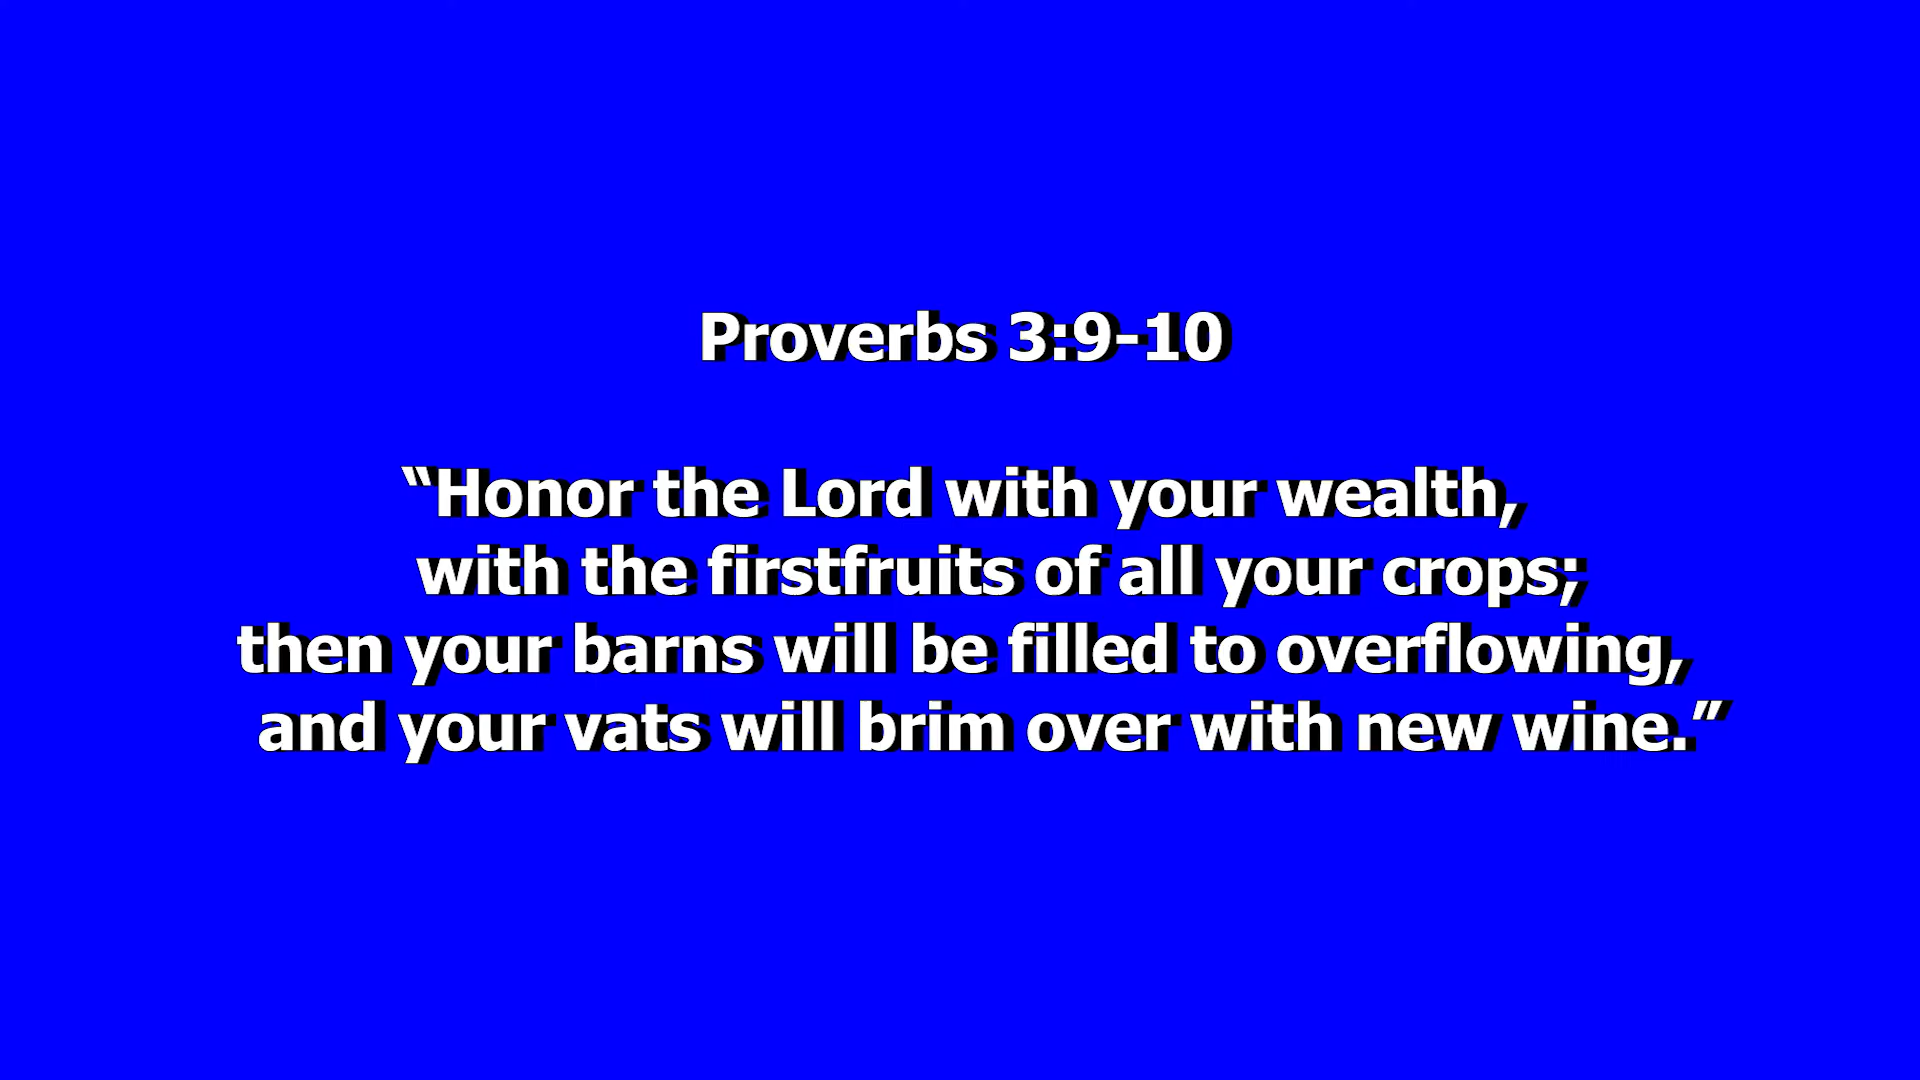 Proverbs 3:9-10
“Honor the Lord with your wealth,
with the firstfruits of all your crops;
then your barns will be filled to overflowing,
and your vats will brim over with new wine.”